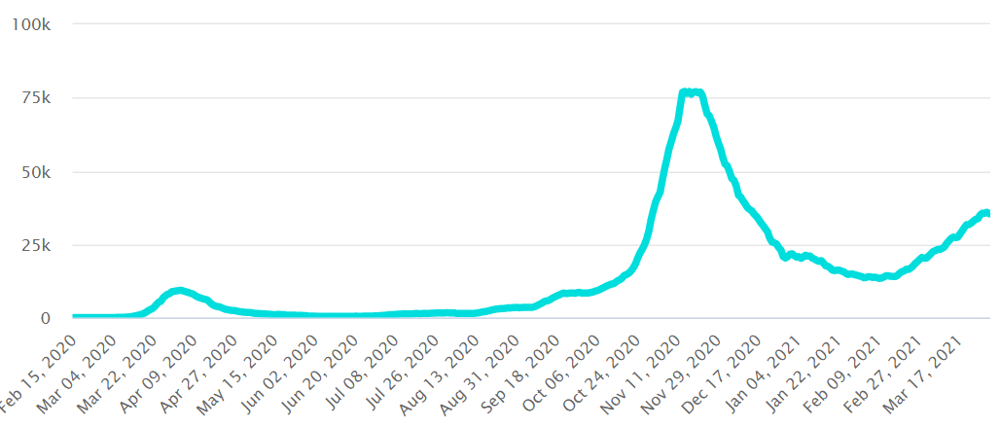 100k
75k
50k
25k
0
Feb 15, 2020
Mar 04, 2020
Mar 22, 2020
Apr 09, 2020
Apr 27, 2020
May 15, 2020
Jun 02, 2020
Jun 20, 2020
Jul 08, 2020
Jul 26, 2020
Aug 13, 2020
Aug 31, 2020
Sep 18, 2020
Oct 06, 2020
Oct 24, 2020
Nov 11, 2020
Nov 29, 2020
Dec 17, 2020
Jan 04, 2021
Jan 22, 2021
Feb 09, 2021
Feb 27, 2021
Mar 17, 2021